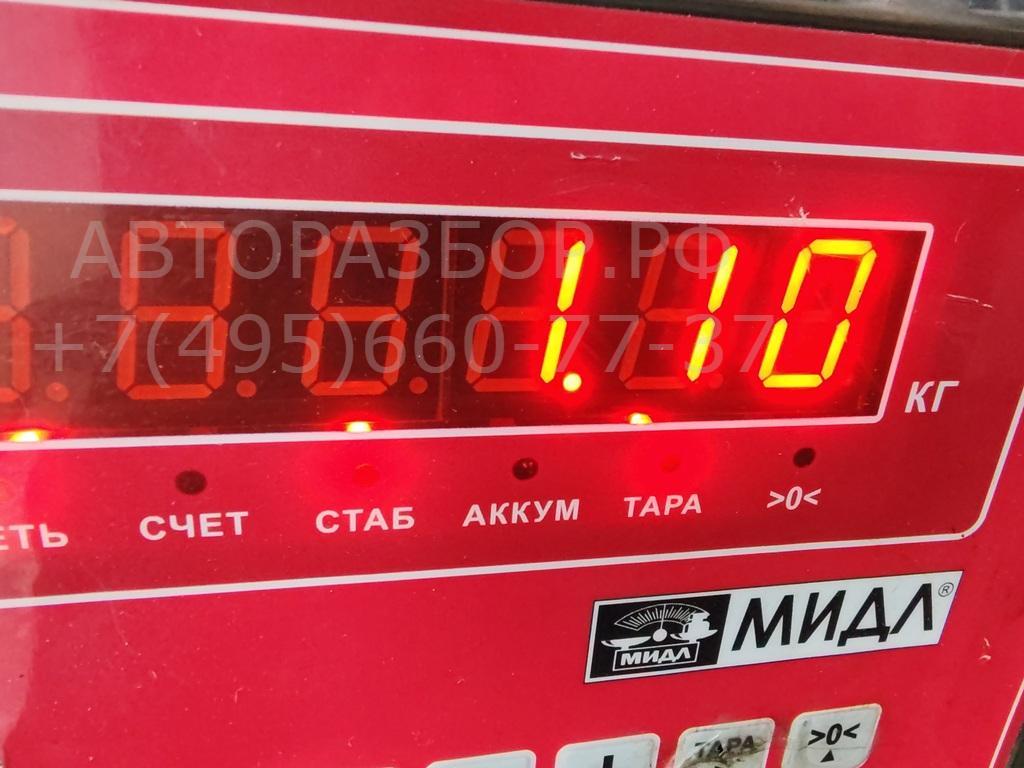 АВТОРАЗБОР.РФ
+7(495)660-77-37
1.10
КГ
ЕТЬ СЧЕТ СТАБ АККУМ ТАРА >0<
МИДЛ МИДЛ®
ТАРА >0<